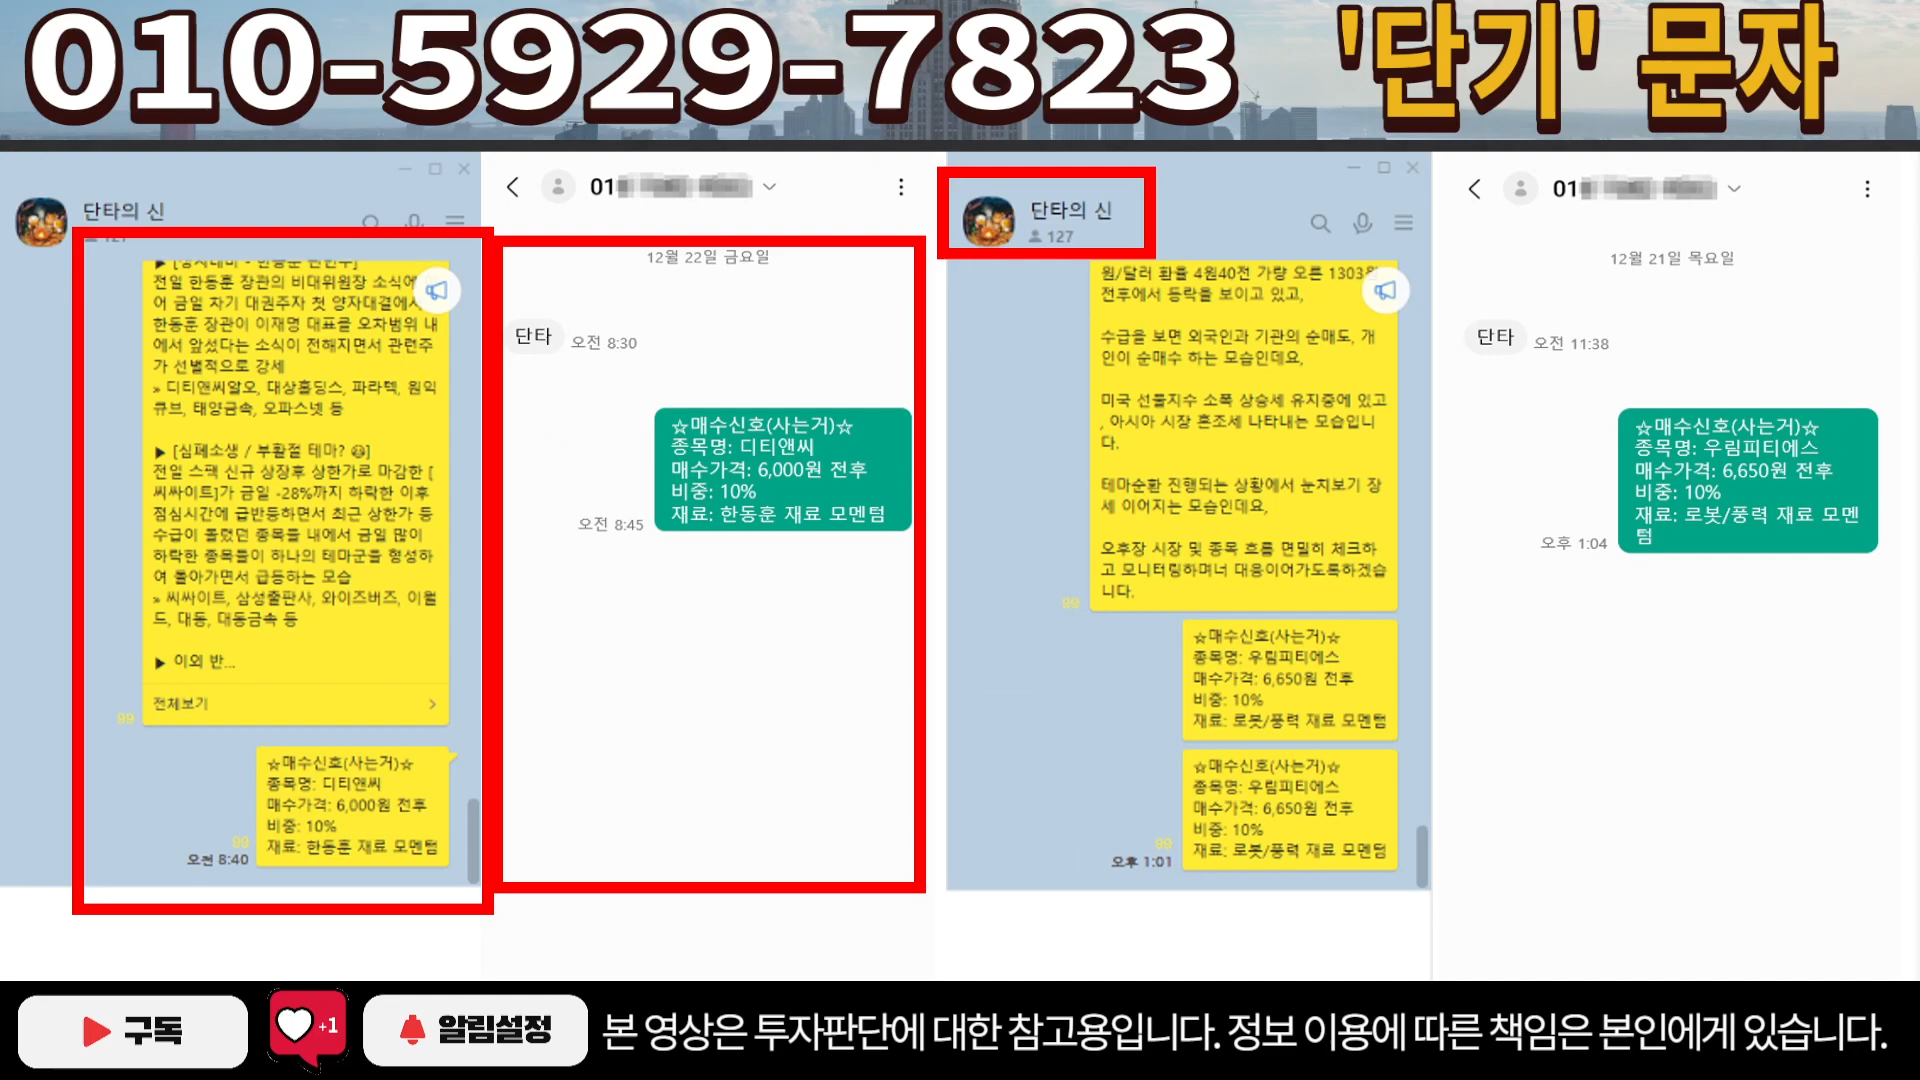 010-5929-7823 '단기' 문자
단타의 신
127
전일 한동훈 장관의 비대위원장 소식에
어 금일 차기 대권주자 첫 양자대결에서
한동훈 장관이 이재명 대표를 오차범위 내
에서 앞섰다는 소식이 전해지면서 관련주
가 선별적으로 강세
» 디티앤씨알오, 대상홀딩스, 파라텍, 원익
큐브, 태양금속, 오파스넷 등
▶ [심폐소생 / 부활절 테마? ]
전일 스팩 신규 상장후 상한가로 마감한 [
씨싸이트]가 금일 -28%까지 하락한 이후
점심시간에 급반등하면서 최근 상한가 등
수급이 몰렸던 종목들 내에서 금일 많이
하락한 종목들이 하나의 테마군을 형성하
여 돌아가면서 급등하는 모습
» 씨싸이트, 삼성출판사, 와이즈버즈, 이월
드, 대동, 대동금속 등
▶ 이외 반...
전체보기
99
☆매수신호(사는거)☆
종목명: 디티앤씨
매수가격: 6,000원 전후
비중: 10%
재료: 한동훈 재료 모멘텀
99
오전 8:40
01
12월 22일 금요일
단타
오전 8:30
☆매수신호(사는거)☆
종목명: 디티앤씨
매수가격: 6,000원 전후
비중: 10%
재료: 한동훈 재료 모멘텀
오전 8:45
단타의 신
127
원/달러 환율 4원40전 가량 오른 1303원
전후에서 등락을 보이고 있고,
수급을 보면 외국인과 기관의 순매도, 개
인이 순매수 하는 모습인데요,
미국 선물지수 소폭 상승세 유지중에 있고
, 아시아 시장 혼조세 나타내는 모습입니
다.
테마순환 진행되는 상황에서 눈치보기 장
세 이어지는 모습인데요,
오후장 시장 및 종목 흐름 면밀히 체크하
고 모니터링하며너 대응이어가도록하겠습
니다.
99
☆매수신호(사는거)☆
종목명: 우림피티에스
매수가격: 6,650원 전후
비중: 10%
재료: 로봇/풍력 재료 모멘텀
☆매수신호(사는거)☆
종목명: 우림피티에스
매수가격: 6,650원 전후
비중: 10%
재료: 로봇/풍력 재료 모멘텀
99
오후 1:01
01
12월 21일 목요일
단타
오전 11:38
☆매수신호(사는거)☆
종목명: 우림피티에스
매수가격: 6,650원 전후
비중: 10%
재료: 로봇/풍력 재료 모멘
텀
오후 1:04
구독
+1
알림설정
본 영상은 투자판단에 대한 참고용입니다. 정보 이용에 따른 책임은 본인에게 있습니다.